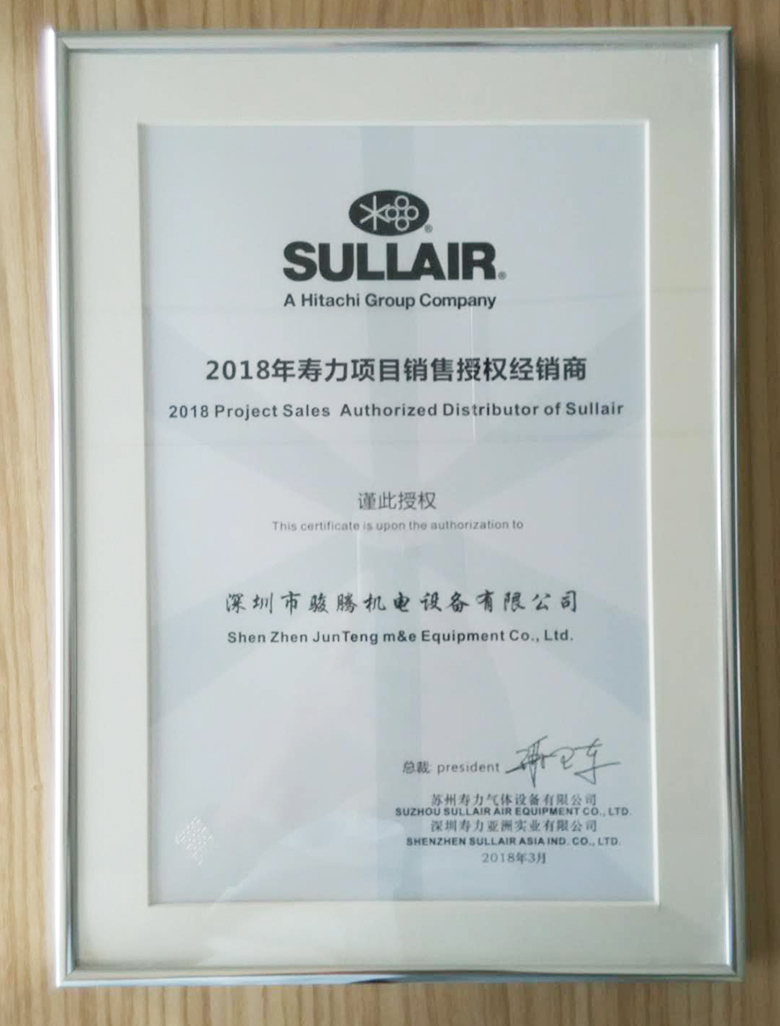 SULLAIR®
A Hitachi Group Company
2018年寿力项目销售授权经销商
2018 Project Sales Authorized Distributor of Sullair
谨此授权
This certificate is upon the authorization to
深圳市骏腾机电设备有限公司
Shen Zhen JunTeng m&e Equipment Co., Ltd.
总裁: president
苏州寿力气体设备有限公司
SUZHOU SULLAIR AIR EQUIPMENT CO., LTD.
深圳寿力亚洲实业有限公司
SHENZHEN SULLAIR ASIA IND. CO., LTD.
2018年3月